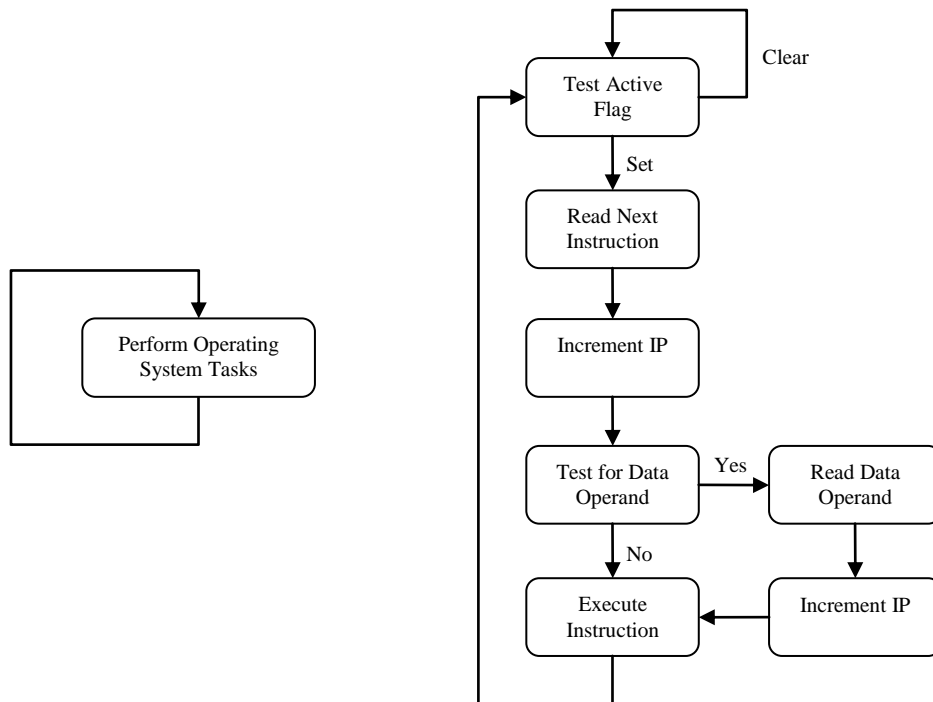 Clear
Test Active
Flag
Set
Read Next
Instruction
Perform Operating
System Tasks
Increment IP
Test for Data
Operand
Yes
Read Data
Operand
No
Execute
Instruction
Increment IP